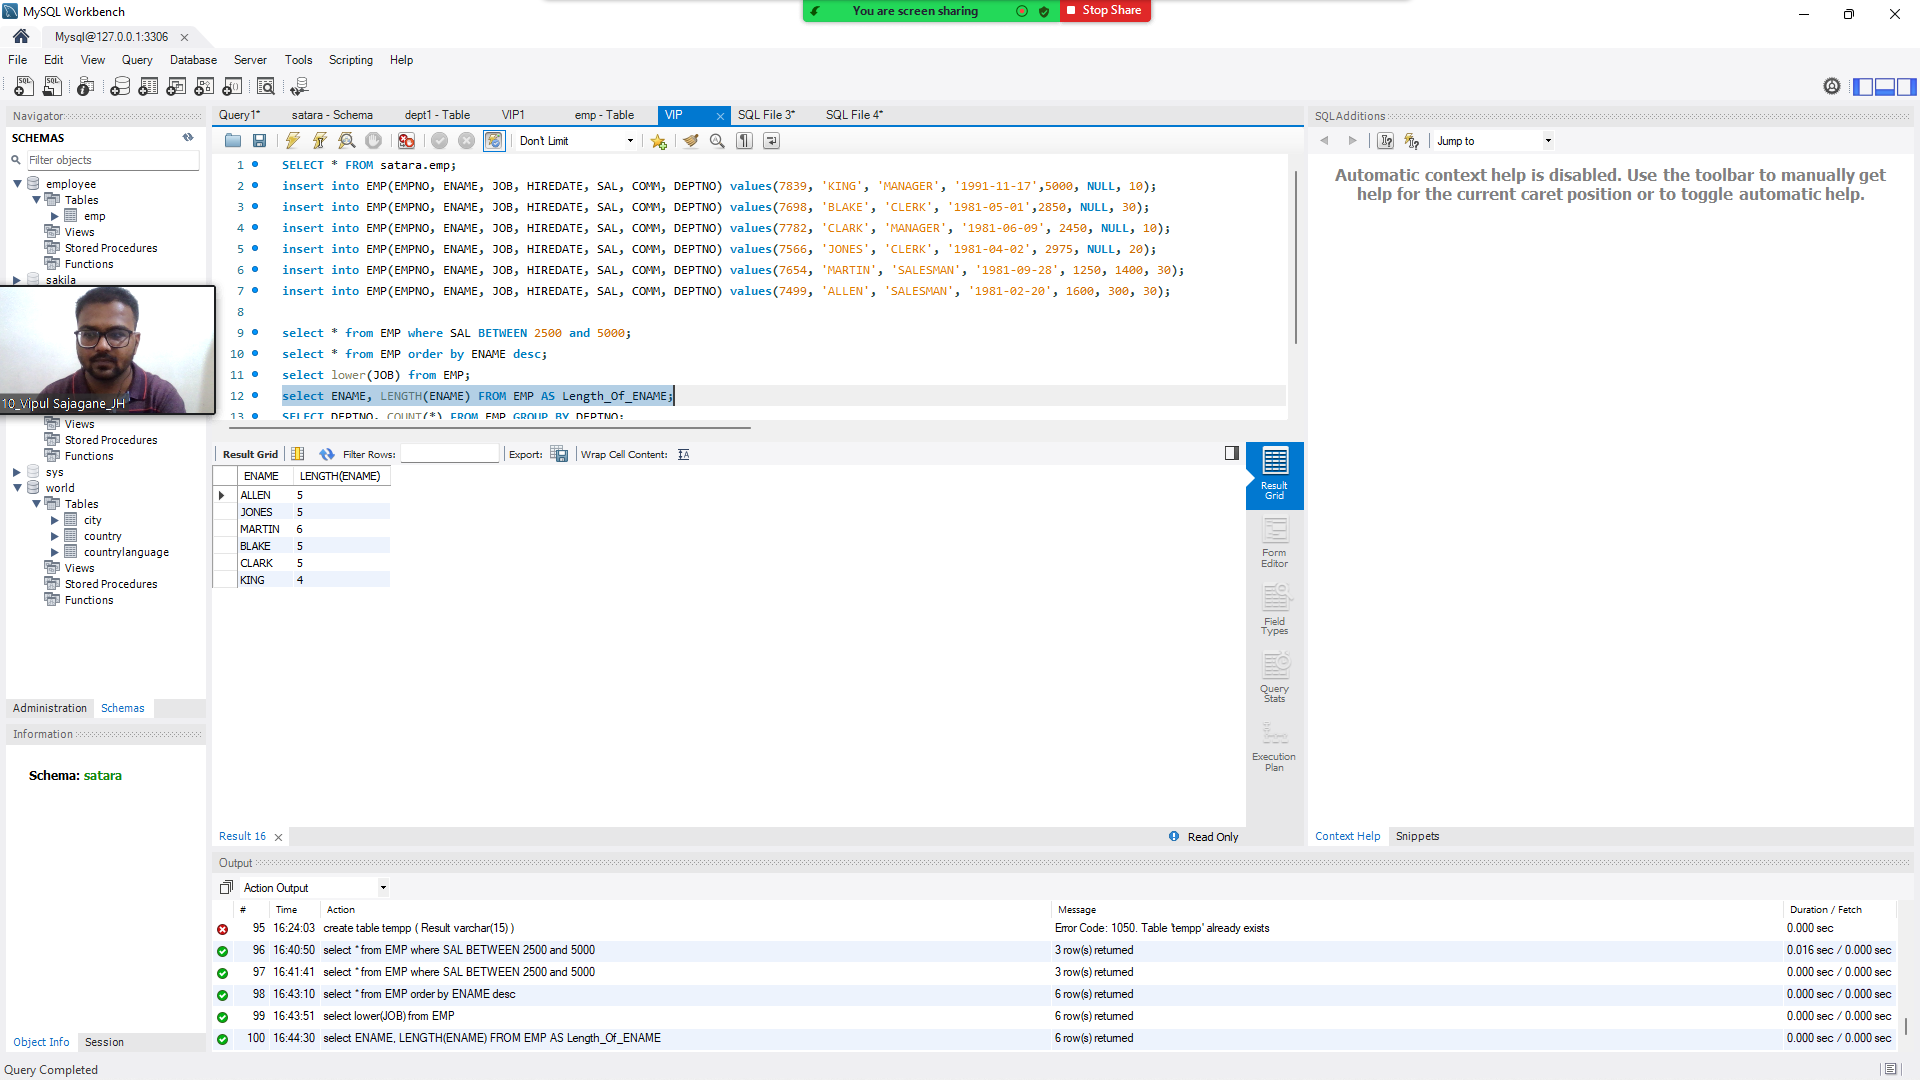 MySQL Workbench
You are screen sharing
Stop Share
Mysql@127.0.0.1:3306
File Edit View Query Database Server Tools Scripting Help
Navigator
SCHEMAS
Filter objects
employee
Tables
emp
Views
Stored Procedures
Functions
sakila
10_Vipul Sajagane_JH
Views
Stored Procedures
Functions
sys
world
Tables
city
country
countrylanguage
Views
Stored Procedures
Functions
Administration Schemas
Information
Schema: satara
Object Info Session
Query Completed
Query1* satara - Schema dept1 - Table VIP1 emp - Table VIP SQL File 3* SQL File 4*
Don't Limit
1 SELECT * FROM satara.emp;
2 insert into EMP(EMPNO, ENAME, JOB, HIREDATE, SAL, COMM, DEPTNO) values(7839, 'KING', 'MANAGER', '1991-11-17',5000, NULL, 10);
3 insert into EMP(EMPNO, ENAME, JOB, HIREDATE, SAL, COMM, DEPTNO) values(7698, 'BLAKE', 'CLERK', '1981-05-01',2850, NULL, 30);
4 insert into EMP(EMPNO, ENAME, JOB, HIREDATE, SAL, COMM, DEPTNO) values(7782, 'CLARK', 'MANAGER', '1981-06-09', 2450, NULL, 10);
5 insert into EMP(EMPNO, ENAME, JOB, HIREDATE, SAL, COMM, DEPTNO) values(7566, 'JONES', 'CLERK', '1981-04-02', 2975, NULL, 20);
6 insert into EMP(EMPNO, ENAME, JOB, HIREDATE, SAL, COMM, DEPTNO) values(7654, 'MARTIN', 'SALESMAN', '1981-09-28', 1250, 1400, 30);
7 insert into EMP(EMPNO, ENAME, JOB, HIREDATE, SAL, COMM, DEPTNO) values(7499, 'ALLEN', 'SALESMAN', '1981-02-20', 1600, 300, 30);
8
9 select * from EMP where SAL BETWEEN 2500 and 5000;
10 select * from EMP order by ENAME desc;
11 select lower(JOB) from EMP;
12 select ENAME, LENGTH(ENAME) FROM EMP AS Length_Of_ENAME;
13 SELECT DEPTNO, COUNT(*) FROM EMP GROUP BY DEPTNO;
Result Grid Filter Rows: Export: Wrap Cell Content:
ENAME LENGTH(ENAME)
ALLEN 5
JONES 5
MARTIN 6
BLAKE 5
CLARK 5
KING 4
Result Grid
Form Editor
Field Types
Query Stats
Execution Plan
Result 16
Read Only
SQLAdditions
Jump to
Automatic context help is disabled. Use the toolbar to manually get
help for the current caret position or to toggle automatic help.
Context Help Snippets
Output
Action Output
# Time Action Message Duration / Fetch
95 16:24:03 create table tempp ( Result varchar(15) ) Error Code: 1050. Table 'tempp' already exists 0.000 sec
96 16:40:50 select * from EMP where SAL BETWEEN 2500 and 5000 3 row(s) returned 0.016 sec / 0.000 sec
97 16:41:41 select * from EMP where SAL BETWEEN 2500 and 5000 3 row(s) returned 0.000 sec / 0.000 sec
98 16:43:10 select * from EMP order by ENAME desc 6 row(s) returned 0.000 sec / 0.000 sec
99 16:43:51 select lower(JOB) from EMP 6 row(s) returned 0.000 sec / 0.000 sec
100 16:44:30 select ENAME, LENGTH(ENAME) FROM EMP AS Length_Of_ENAME 6 row(s) returned 0.000 sec / 0.000 sec